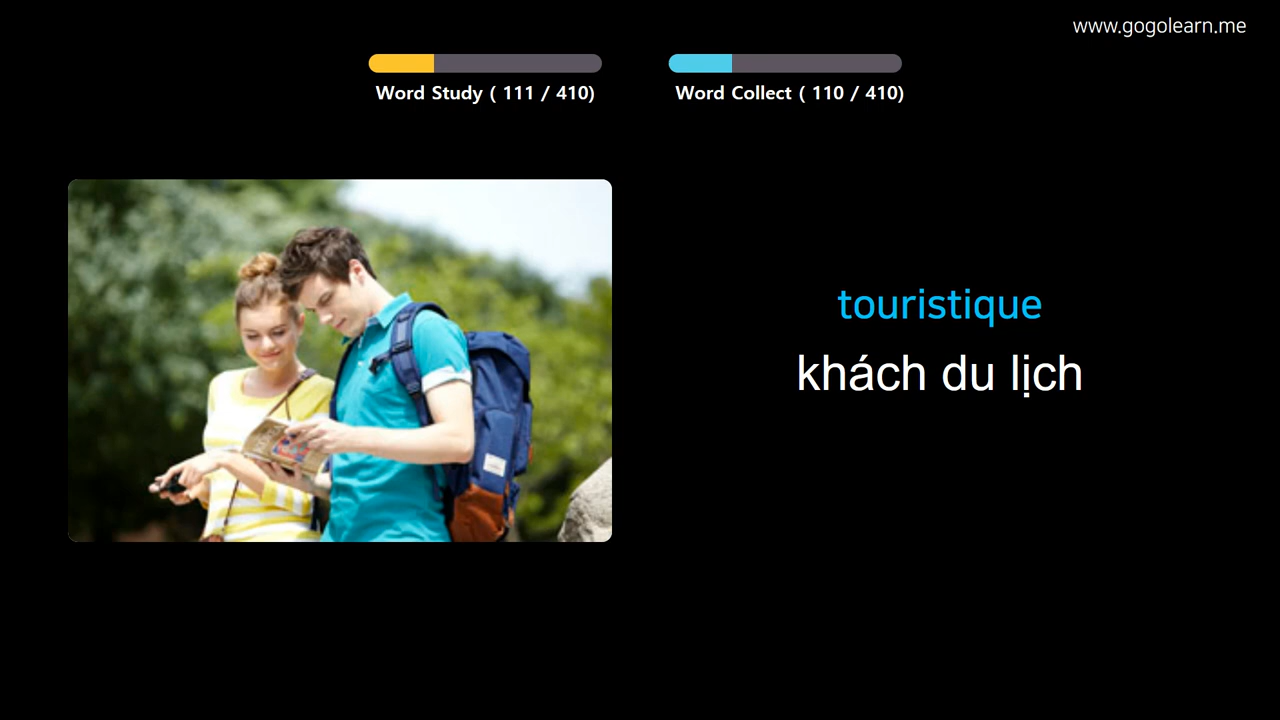 www.gogolearn.me
Word Study ( 111 / 410)
Word Collect ( 110 / 410)
touristique
khách du lịch